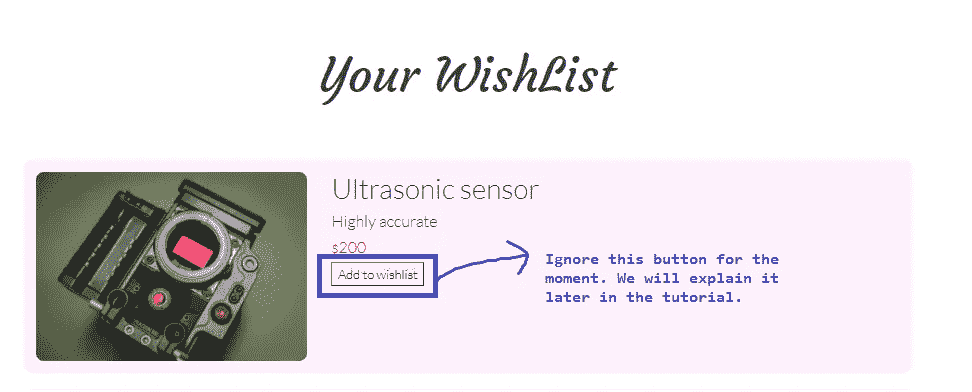 Your WishList
Ultrasonic sensor
Highly accurate
$200
Add to wishlist
Ignore this button for the
moment. We will explain it
later in the tutorial.